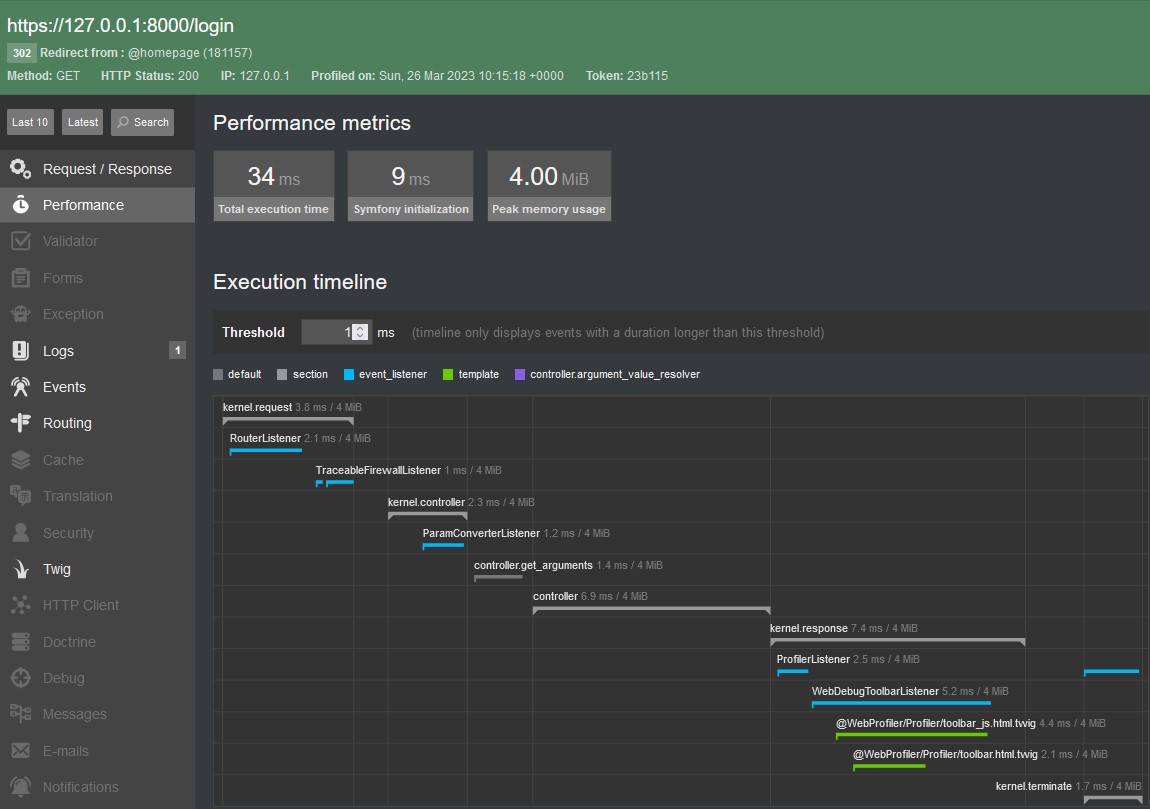 https://127.0.0.1:8000/login
302 Redirect from : @homepage (181157)
Method: GET HTTP Status: 200 IP: 127.0.0.1 Profiled on: Sun, 26 Mar 2023 10:15:18 +0000 Token: 23b115
Last 10 Latest Search
Request / Response
Performance
Validator
Forms
Exception
Logs 1
Events
Routing
Cache
Translation
Security
Twig
HTTP Client
Doctrine
Debug
Messages
E-mails
Notifications
Performance metrics
34 ms 9 ms 4.00 MiB
Total execution time Symfony initialization Peak memory usage
Execution timeline
Threshold 1 ms (timeline only displays events with a duration longer than this threshold)
default section event_listener template controller.argument_value_resolver
kernel.request 3.8 ms / 4 MiB
RouterListener 2.1 ms / 4 MiB
TraceableFirewallListener 1 ms / 4 MiB
kernel.controller 2.3 ms / 4 MiB
ParamConverterListener 1.2 ms / 4 MiB
controller.get_arguments 1.4 ms / 4 MiB
controller 6.9 ms / 4 MiB
kernel.response 7.4 ms / 4 MiB
ProfilerListener 2.5 ms / 4 MiB
WebDebugToolbarListener 5.2 ms / 4 MiB
@WebProfiler/Profiler/toolbar_js.html.twig 4.4 ms / 4 MiB
@WebProfiler/Profiler/toolbar.html.twig 2.1 ms / 4 MiB
kernel.terminate 1.7 ms / 4 MiB